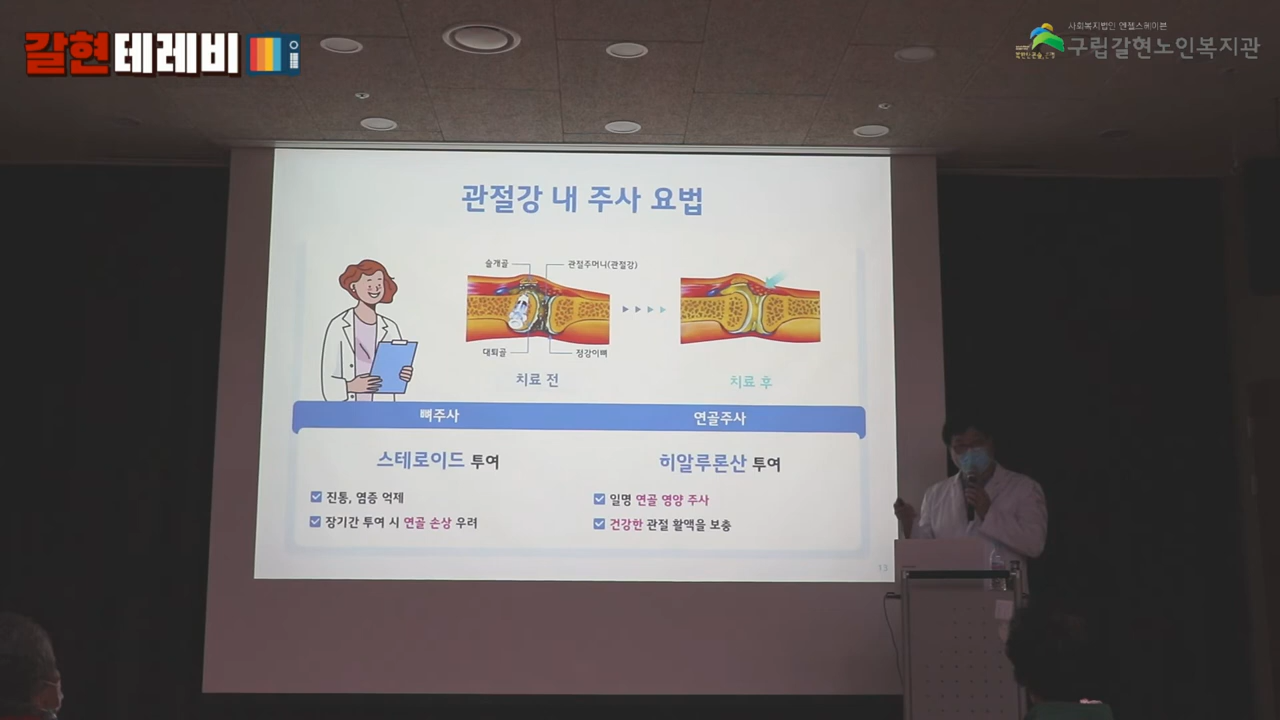 갈현테레비
사회복지법인 엔젤스헤이븐
구립갈현노인복지관
관절강 내 주사 요법
슬개골
관절주머니(관절강)
대퇴골
정강이뼈
치료 전
치료 후
뼈주사
연골주사
스테로이드 투여
히알루론산 투여
진통, 염증 억제
일명 연골 영양 주사
장기간 투여 시 연골 손상 우려
건강한 관절 활액을 보충
13